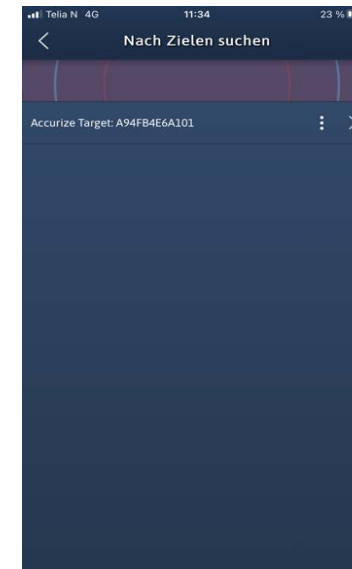 Telia N 4G 11:34 23 %
Nach Zielen suchen
Accurize Target: A94FB4E6A101